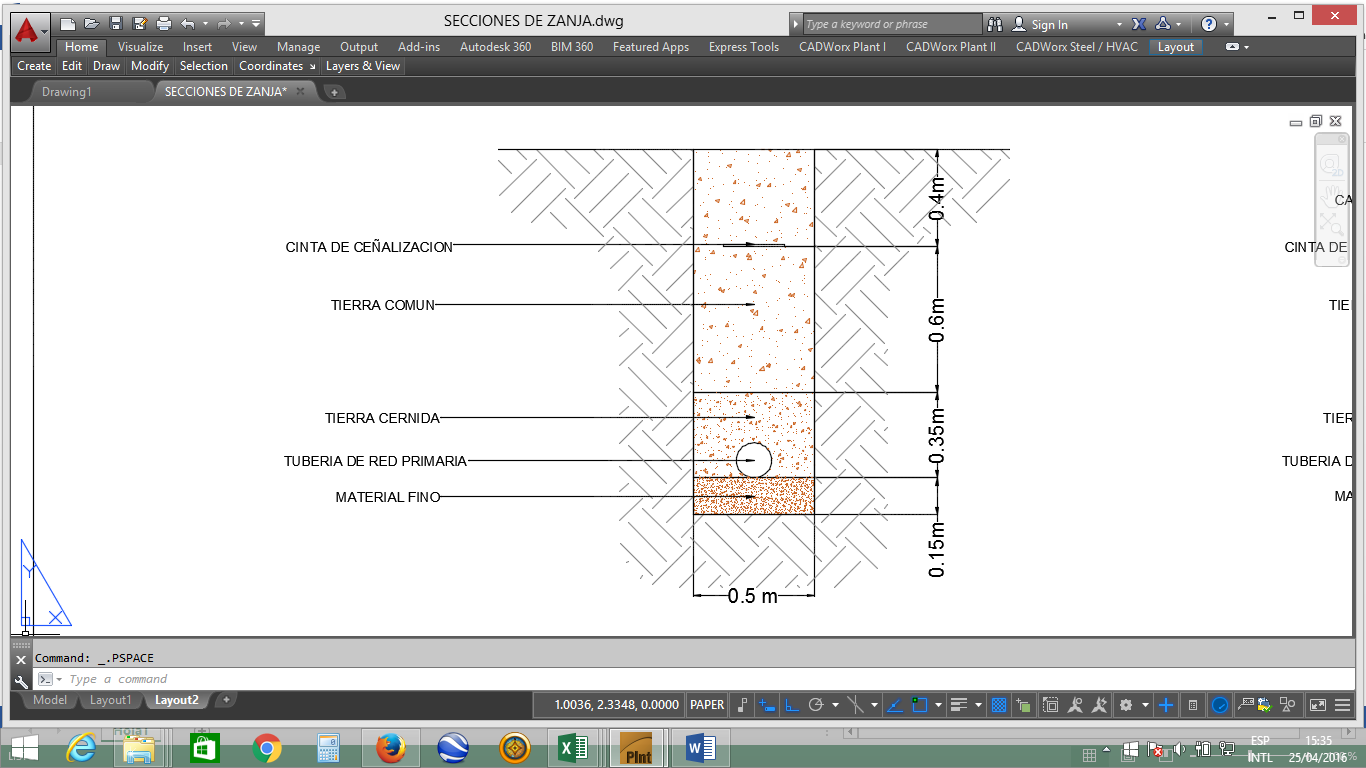 SECCIONES DE ZANJA.dwg
Type a keyword or phrase
Sign In
Home Visualize Insert View Manage Output Add-ins Autodesk 360 BIM 360 Featured Apps Express Tools CADWorx Plant I CADWorx Plant II CADWorx Steel / HVAC Layout
Create Edit Draw Modify Selection Coordinates Layers & View
Drawing1 SECCIONES DE ZANJA*
0.4m
CA
CINTA DE CEÑALIZACION
CINTA DE
TIERRA COMUN
0.6m
TIE
TIERRA CERNIDA
0.35m
TIER
TUBERIA DE RED PRIMARIA
TUBERIA D
MATERIAL FINO
MA
0.15m
0.5 m
Y
X
Command: _.PSPACE
Type a command
Model Layout1 Layout2
1.0036, 2.3348, 0.0000 PAPER
Hoja1
PInt
ESP 15:35
INTL 25/04/2016